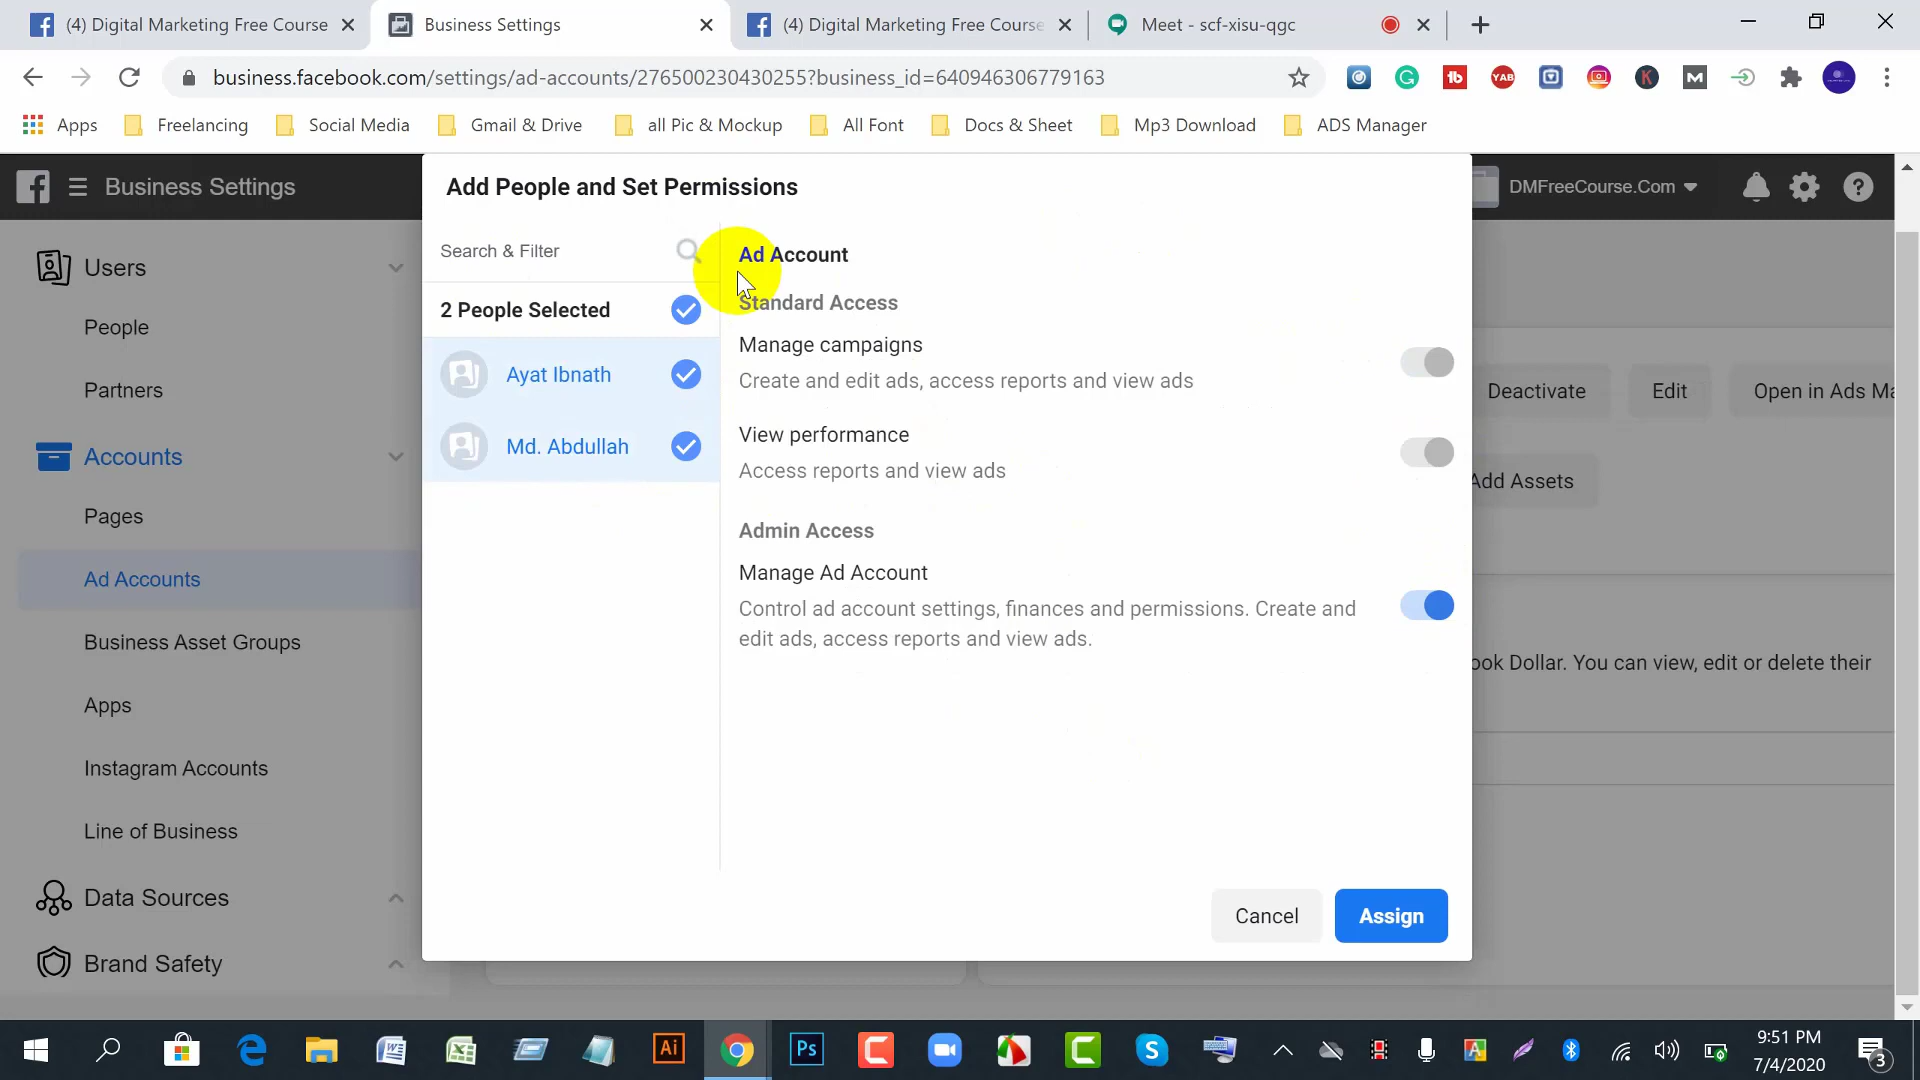 (4) Digital Marketing Free Course
Business Settings
(4) Digital Marketing Free Course
Meet - scf-xisu-qgc
business.facebook.com/settings/ad-accounts/276500230430255?business_id=640946306779163
Apps
Freelancing
Social Media
Gmail & Drive
all Pic & Mockup
All Font
Docs & Sheet
Mp3 Download
ADS Manager
Business Settings
DMFreeCourse.Com
Users
People
Partners
Accounts
Pages
Ad Accounts
Business Asset Groups
Apps
Instagram Accounts
Line of Business
Data Sources
Brand Safety
Add People and Set Permissions
Search & Filter
2 People Selected
Ayat Ibnath
Md. Abdullah
Ad Account
Standard Access
Manage campaigns
Create and edit ads, access reports and view ads
View performance
Access reports and view ads
Admin Access
Manage Ad Account
Control ad account settings, finances and permissions. Create and
edit ads, access reports and view ads.
Cancel
Assign
Deactivate
Edit
Open in Ads Ma
Add Assets
ook Dollar. You can view, edit or delete their
9:51 PM
7/4/2020
3